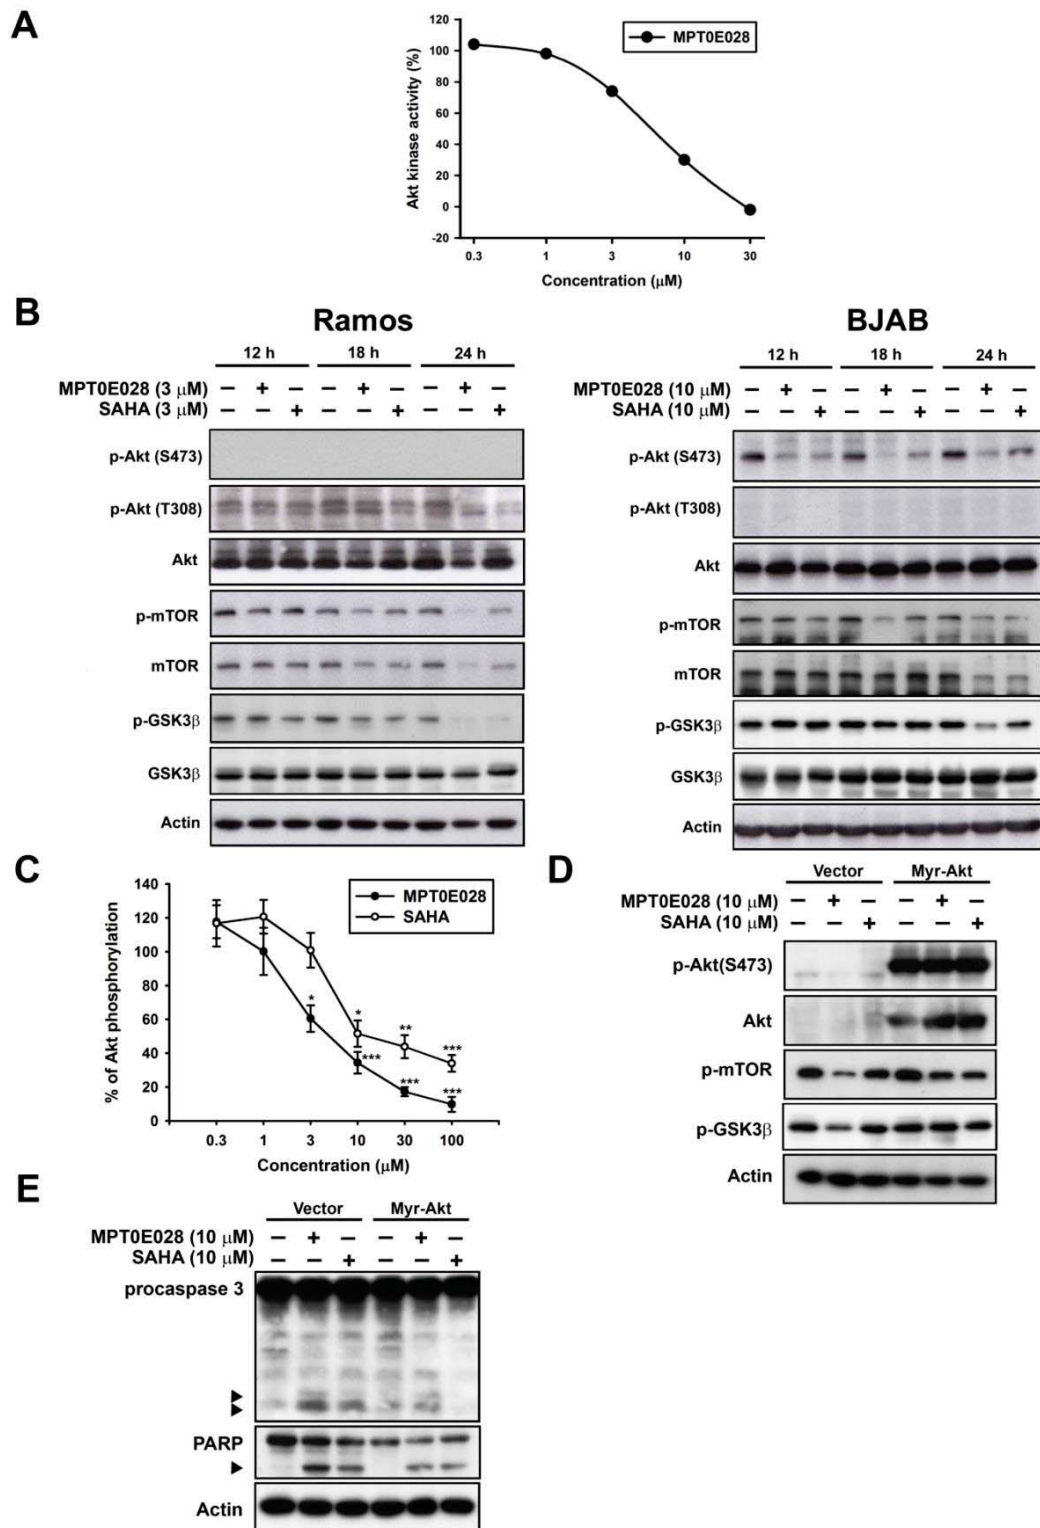 A
120
100
80
60
40
20
0
-20
Akt kinase activity (%)
MPT0E028
0.3 1 3 10 30
Concentration (μM)
B
Ramos
12 h 18 h 24 h
MPT0E028 (3 μM) – + – – + – – + –
SAHA (3 μM) – – + – – + – – +
p-Akt (S473)
p-Akt (T308)
Akt
p-mTOR
mTOR
p-GSK3β
GSK3β
Actin
BJAB
12 h 18 h 24 h
MPT0E028 (10 μM) – + – – + – – + –
SAHA (10 μM) – – + – – + – – +
p-Akt (S473)
p-Akt (T308)
Akt
p-mTOR
mTOR
p-GSK3β
GSK3β
Actin
C
140
120
100
80
60
40
20
0
% of Akt phosphorylation
MPT0E028
SAHA
* * ** ***
*** *** ***
0.3 1 3 10 30 100
Concentration (μM)
D
Vector Myr-Akt
MPT0E028 (10 μM) – + – – + –
SAHA (10 μM) – – + – – +
p-Akt(S473)
Akt
p-mTOR
p-GSK3β
Actin
E
Vector Myr-Akt
MPT0E028 (10 μM) – + – – + –
SAHA (10 μM) – – + – – +
procaspase 3
PARP
Actin